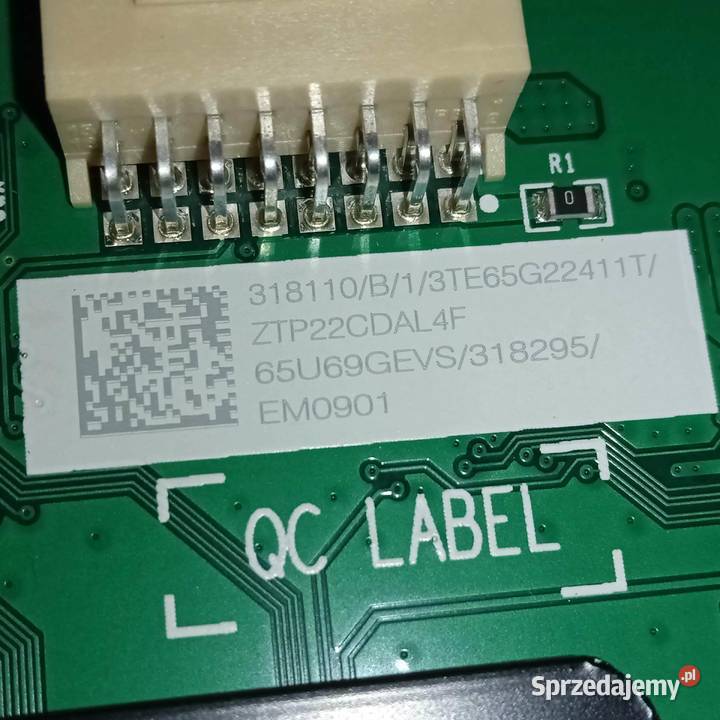 R1
0
318110/B/1/3TE65G22411T/
ZTP22CDAL4F
65U69GEVS/318295/
EM0901
QC LABEL
Sprzedajemy.pl